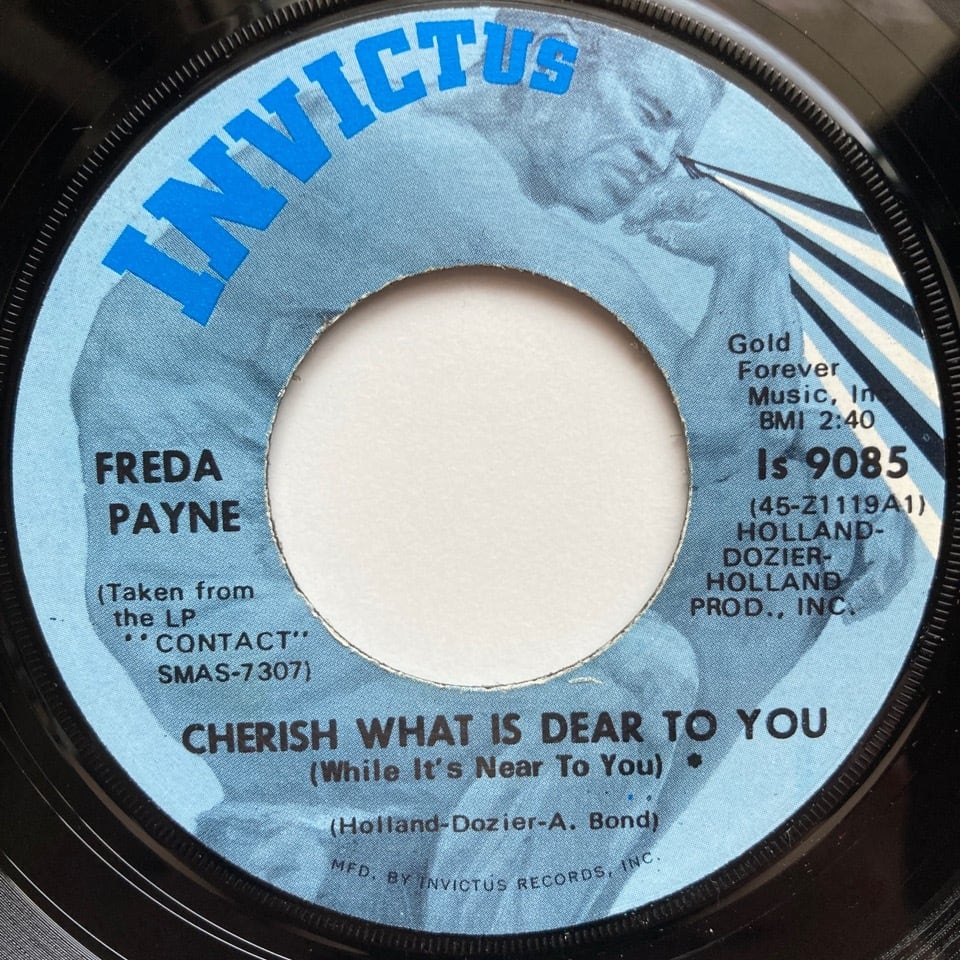 INVICTUS
Gold
Forever
Music, Inc
BMI 2:40
Is 9085
(45-Z1119A1)
HOLLAND-
DOZIER-
HOLLAND
PROD., INC.
FREDA
PAYNE
(Taken from
the LP
"CONTACT"
SMAS-7307)
CHERISH WHAT IS DEAR TO YOU
(While It's Near To You) *
(Holland-Dozier-A. Bond)
MFD. BY INVICTUS RECORDS, INC.